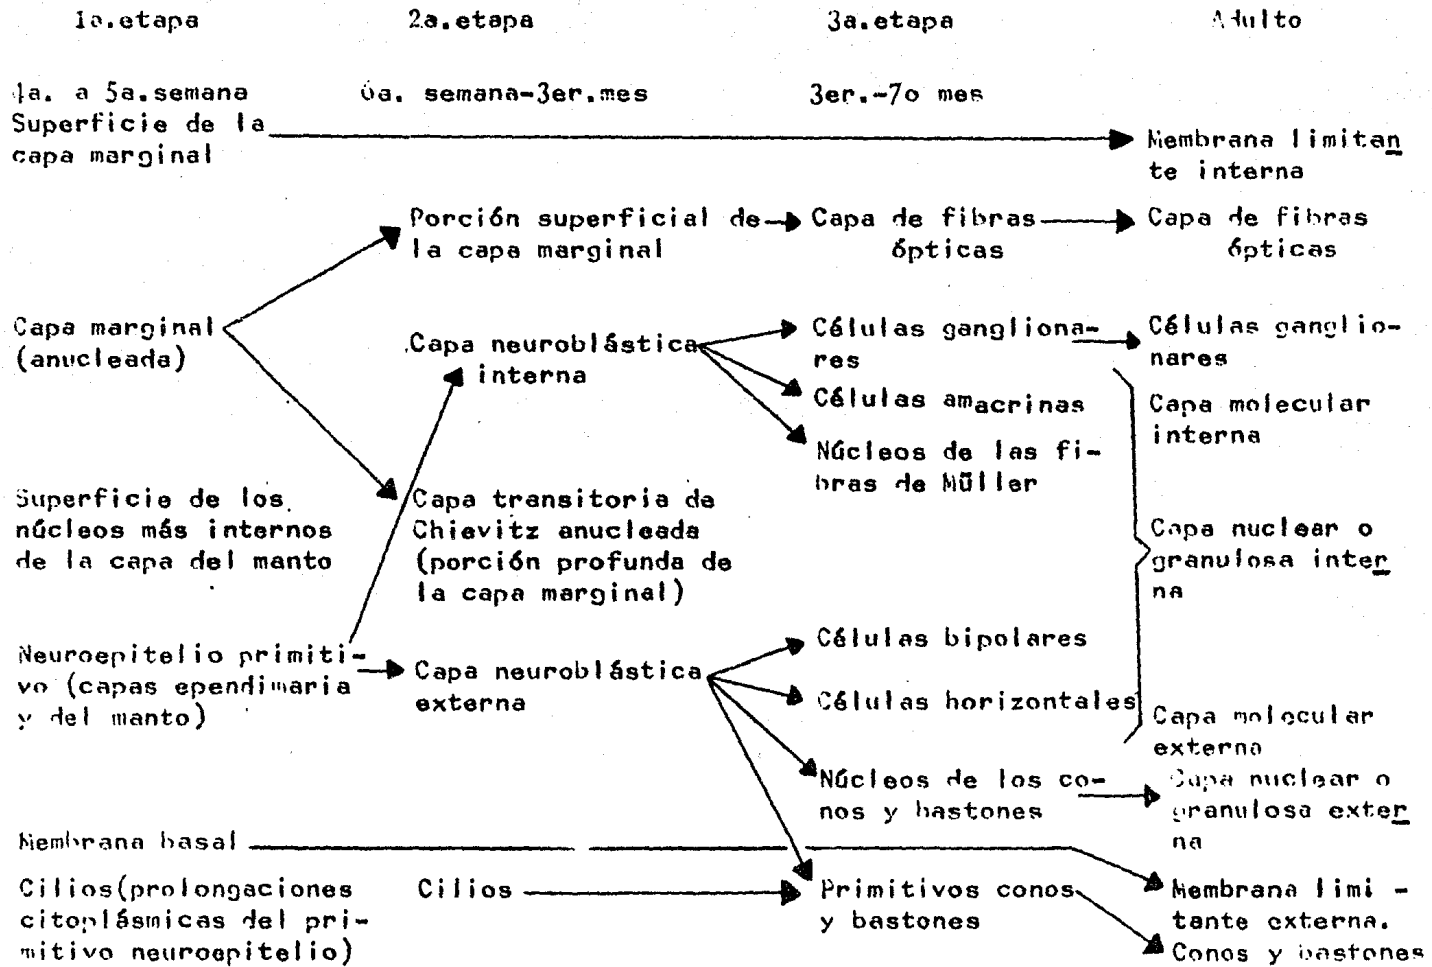 1a.etapa 2a.etapa 3a.etapa Adulto
4a. a 5a.semana 6a. semana-3er.mes 3er.-7o mes
Superficie de la
capa marginal
Membrana limitan
te interna
Porción superficial de
la capa marginal
Capa de fibras
ópticas
Capa de fibras
ópticas
Capa marginal
(anucleada)
Capa neuroblástica
interna
Células gangliona-
res
Células ganglio-
nares
Células amacrinas
Capa molecular
interna
Núcleos de las fi-
bras de Müller
Superficie de los
núcleos más internos
de la capa del manto
Capa transitoria de
Chievitz anucleada
(porción profunda de
la capa marginal)
Capa nuclear o
granulosa inter
na
Neuroepitelio primiti-
vo (capas ependimaria
y del manto)
Capa neuroblástica
externa
Células bipolares
Células horizontales
Capa molecular
externa
Núcleos de los co-
nos y bastones
Capa nuclear o
granulosa exter
na
Membrana basal
Membrana limi -
tante externa.
Cilios(prolongaciones
citoplásmicas del pri-
mitivo neuroepitelio)
Cilios
Primitivos conos
y bastones
Conos y bastones